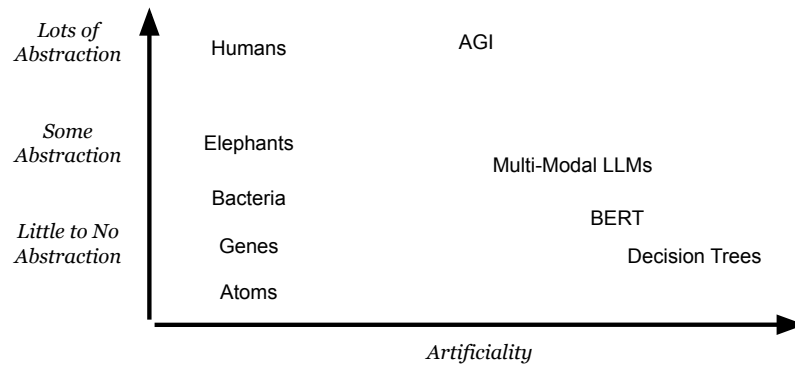 Lots of
Abstraction
Humans
AGI
Some
Abstraction
Elephants
Multi-Modal LLMs
Bacteria
BERT
Little to No
Abstraction
Genes
Decision Trees
Atoms
Artificiality